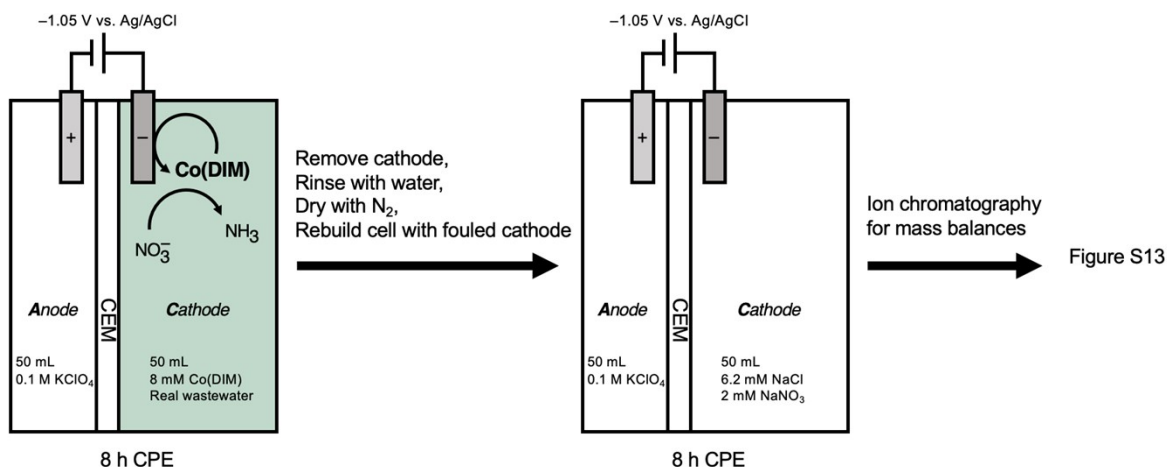 –1.05 V vs. Ag/AgCl
+
–
Co(DIM)
NO₃⁻
NH₃
Anode
CEM
Cathode
50 mL
0.1 M KClO₄
50 mL
8 mM Co(DIM)
Real wastewater
8 h CPE
Remove cathode,
Rinse with water,
Dry with N₂,
Rebuild cell with fouled cathode
–1.05 V vs. Ag/AgCl
+
–
Anode
CEM
Cathode
50 mL
0.1 M KClO₄
50 mL
6.2 mM NaCl
2 mM NaNO₃
8 h CPE
Ion chromatography
for mass balances
Figure S13